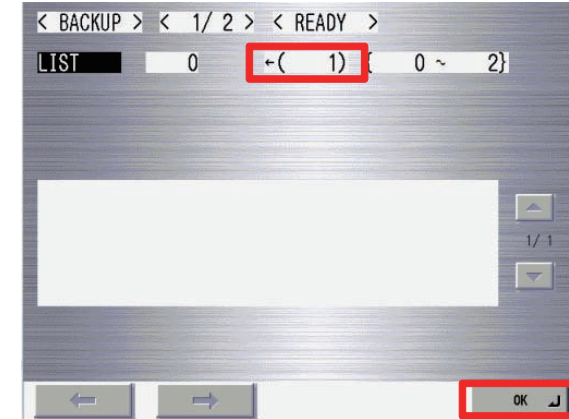 < BACKUP > < 1/ 2 > < READY >
LIST 0 ←( 1) { 0 ~ 2}
1/ 1
OK